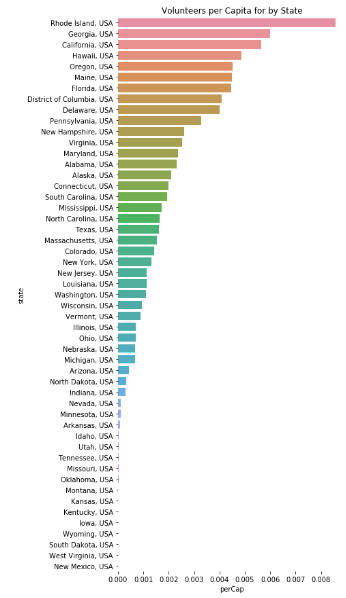 Volunteers per Capita for by State
Rhode Island, USA
Georgia, USA
California, USA
Hawaii, USA
Oregon, USA
Maine, USA
Florida, USA
District of Columbia, USA
Delaware, USA
Pennsylvania, USA
New Hampshire, USA
Virginia, USA
Maryland, USA
Alabama, USA
Alaska, USA
Connecticut, USA
South Carolina, USA
Mississippi, USA
North Carolina, USA
Texas, USA
Massachusetts, USA
Colorado, USA
New York, USA
New Jersey, USA
Louisiana, USA
Washington, USA
Wisconsin, USA
Vermont, USA
Illinois, USA
Ohio, USA
Nebraska, USA
Michigan, USA
Arizona, USA
North Dakota, USA
Indiana, USA
Nevada, USA
Minnesota, USA
Arkansas, USA
Idaho, USA
Utah, USA
Tennessee, USA
Missouri, USA
Oklahoma, USA
Montana, USA
Kansas, USA
Kentucky, USA
Iowa, USA
Wyoming, USA
South Dakota, USA
West Virginia, USA
New Mexico, USA
state
0.000 0.001 0.002 0.003 0.004 0.005 0.006 0.007 0.008
perCap